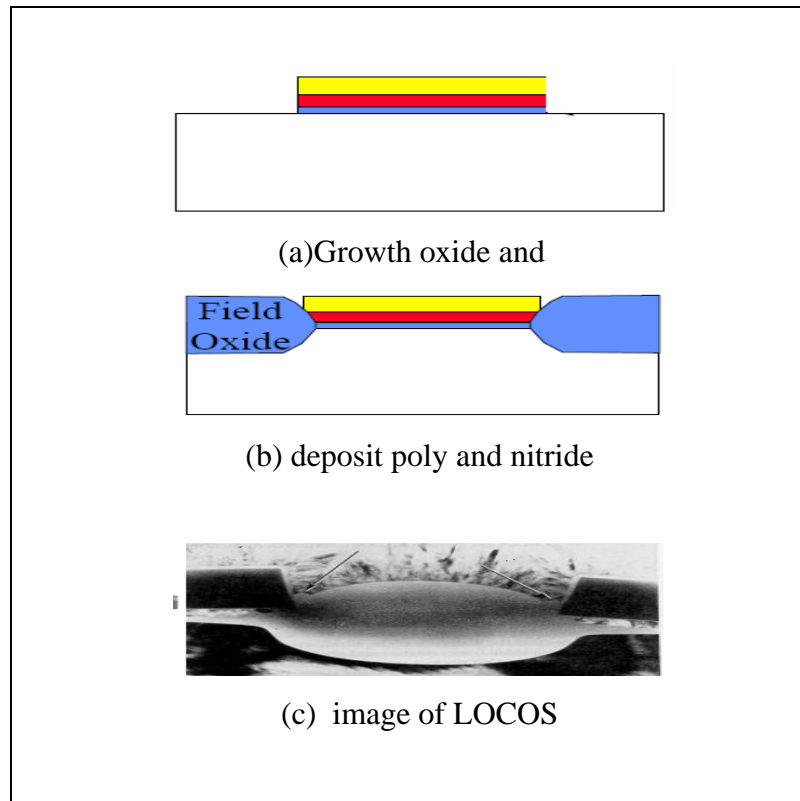 (a)Growth oxide and
Field
Oxide
(b) deposit poly and nitride
(c) image of LOCOS